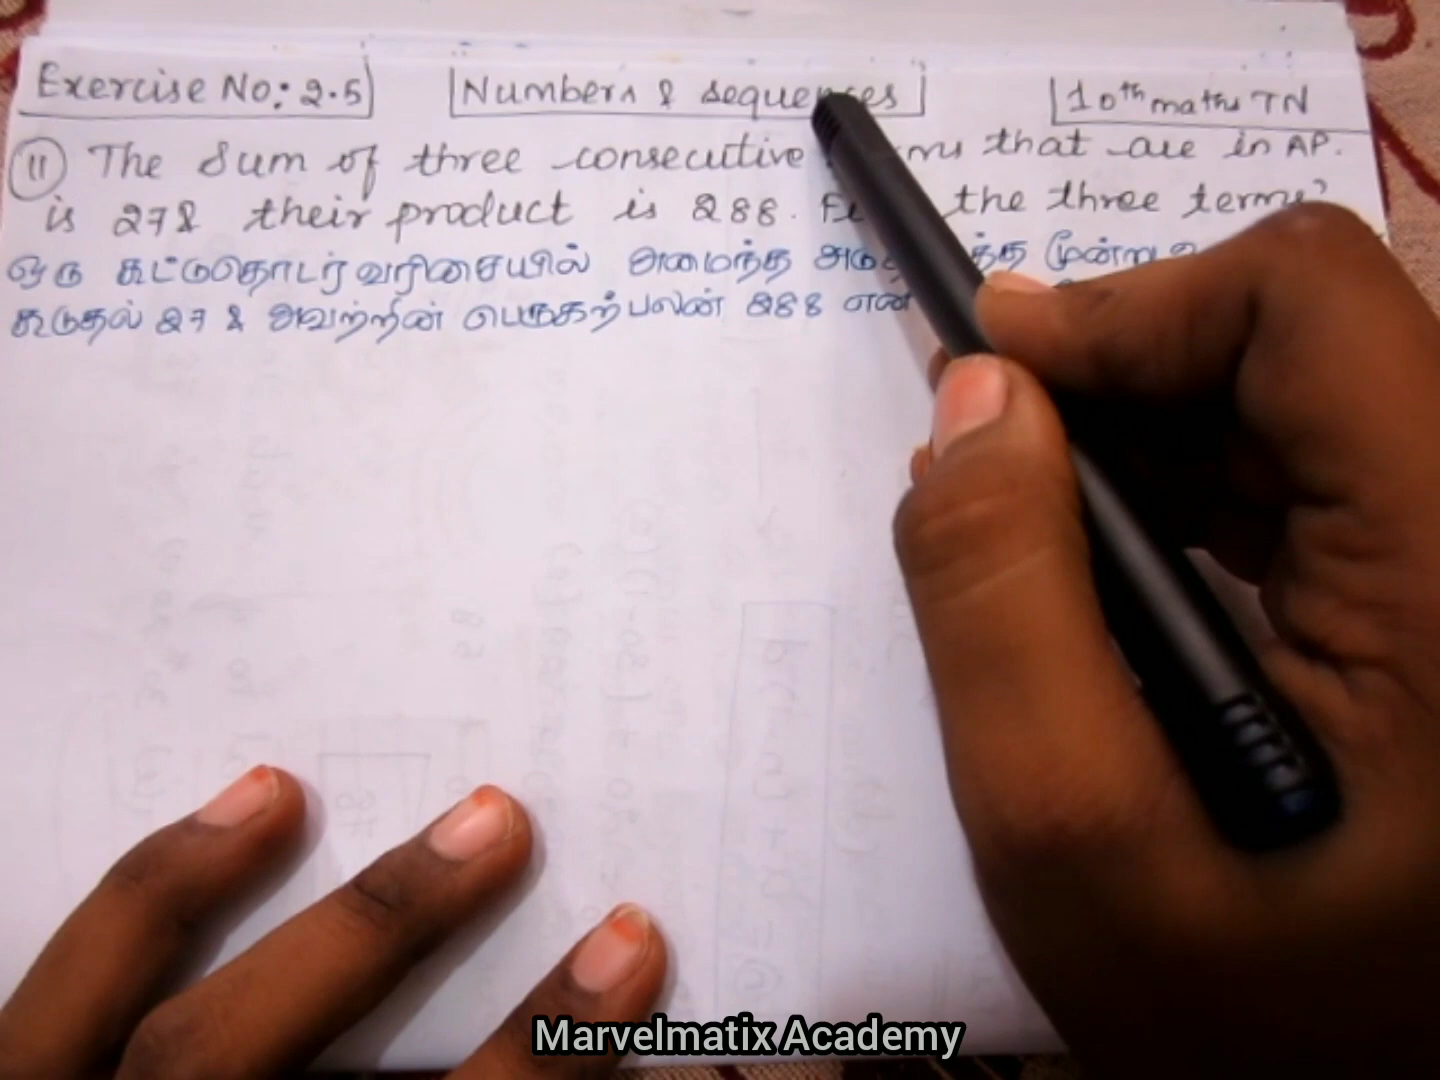 Exercise No: 2.5
Numbers & sequences
10th maths TN
11 The sum of three consecutive that are in AP.
is 27 & their product is 288. the three terms?
ஒரு கூட்டுதொடர் வரிசையில் அமைந்த மூன்று
கூடுதல் 27 & அவற்றின் பெருகற்பலன் 288
Marvelmatix Academy